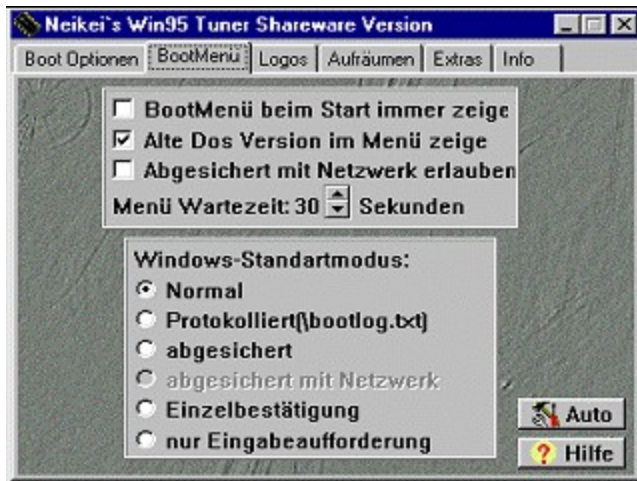 Neikei`s Win95 Tuner Shareware Version
Boot Optionen BootMenü Logos Aufräumen Extras Info
BootMenü beim Start immer zeige
Alte Dos Version im Menü zeige
Abgesichert mit Netzwerk erlauben
Menü Wartezeit: 30 Sekunden
Windows-Standartmodus:
Normal
Protokolliert(\bootlog.txt)
abgesichert
abgesichert mit Netzwerk
Einzelbestätigung
nur Eingabeaufforderung
Auto
Hilfe